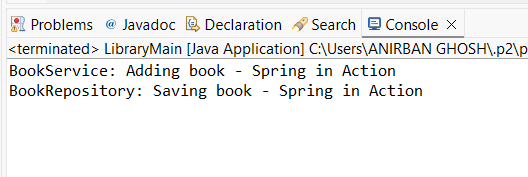 Problems Javadoc Declaration Search Console
<terminated> LibraryMain [Java Application] C:\Users\ANIRBAN GHOSH\.p2\p
BookService: Adding book - Spring in Action
BookRepository: Saving book - Spring in Action